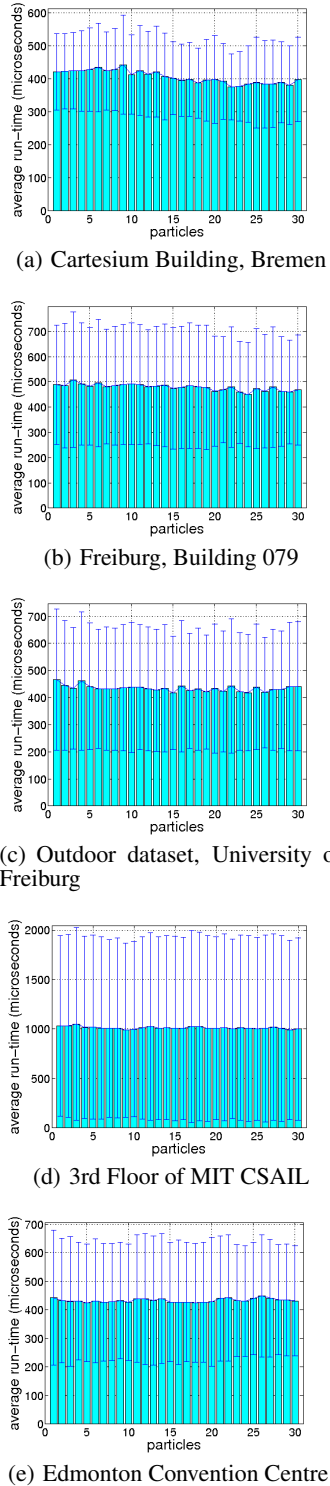 average run-time (microseconds)
600
500
400
300
200
100
0
0 5 10 15 20 25 30
particles
(a) Cartesium Building, Bremen
average run-time (microseconds)
700
600
500
400
300
200
100
0
0 5 10 15 20 25 30
particles
(b) Freiburg, Building 079
average run-time (microseconds)
700
600
500
400
300
200
100
0
0 5 10 15 20 25 30
particles
(c) Outdoor dataset, University o
Freiburg
average run-time (microseconds)
2000
1500
1000
500
0
0 5 10 15 20 25 30
particles
(d) 3rd Floor of MIT CSAIL
average run-time (microseconds)
700
600
500
400
300
200
100
0
0 5 10 15 20 25 30
particles
(e) Edmonton Convention Centre